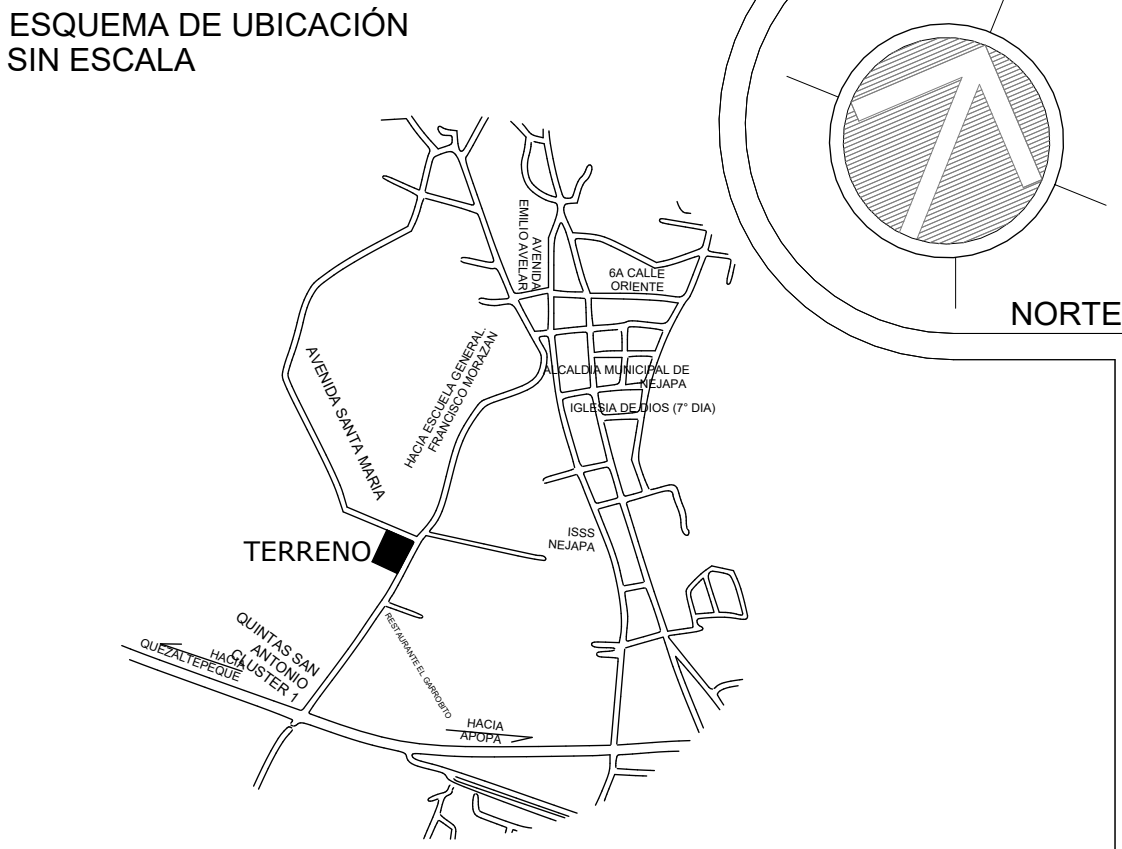 ESQUEMA DE UBICACIÓN
SIN ESCALA
NORTE
AVENIDA
EMILIO AVELAR
6A CALLE
ORIENTE
HACIA ESCUELA GENERAL.
FRANCISCO MORAZAN
AVENIDA SANTA MARIA
ALCALDIA MUNICIPAL DE
NEJAPA
IGLESIA DE DIOS (7° DIA)
ISSS
NEJAPA
TERRENO
QUINTAS SAN
ANTONIO
CLUSTER 1
HACIA
QUEZALTEPEQUE
RESTAURANTE EL GARROBITO
HACIA
APOPA